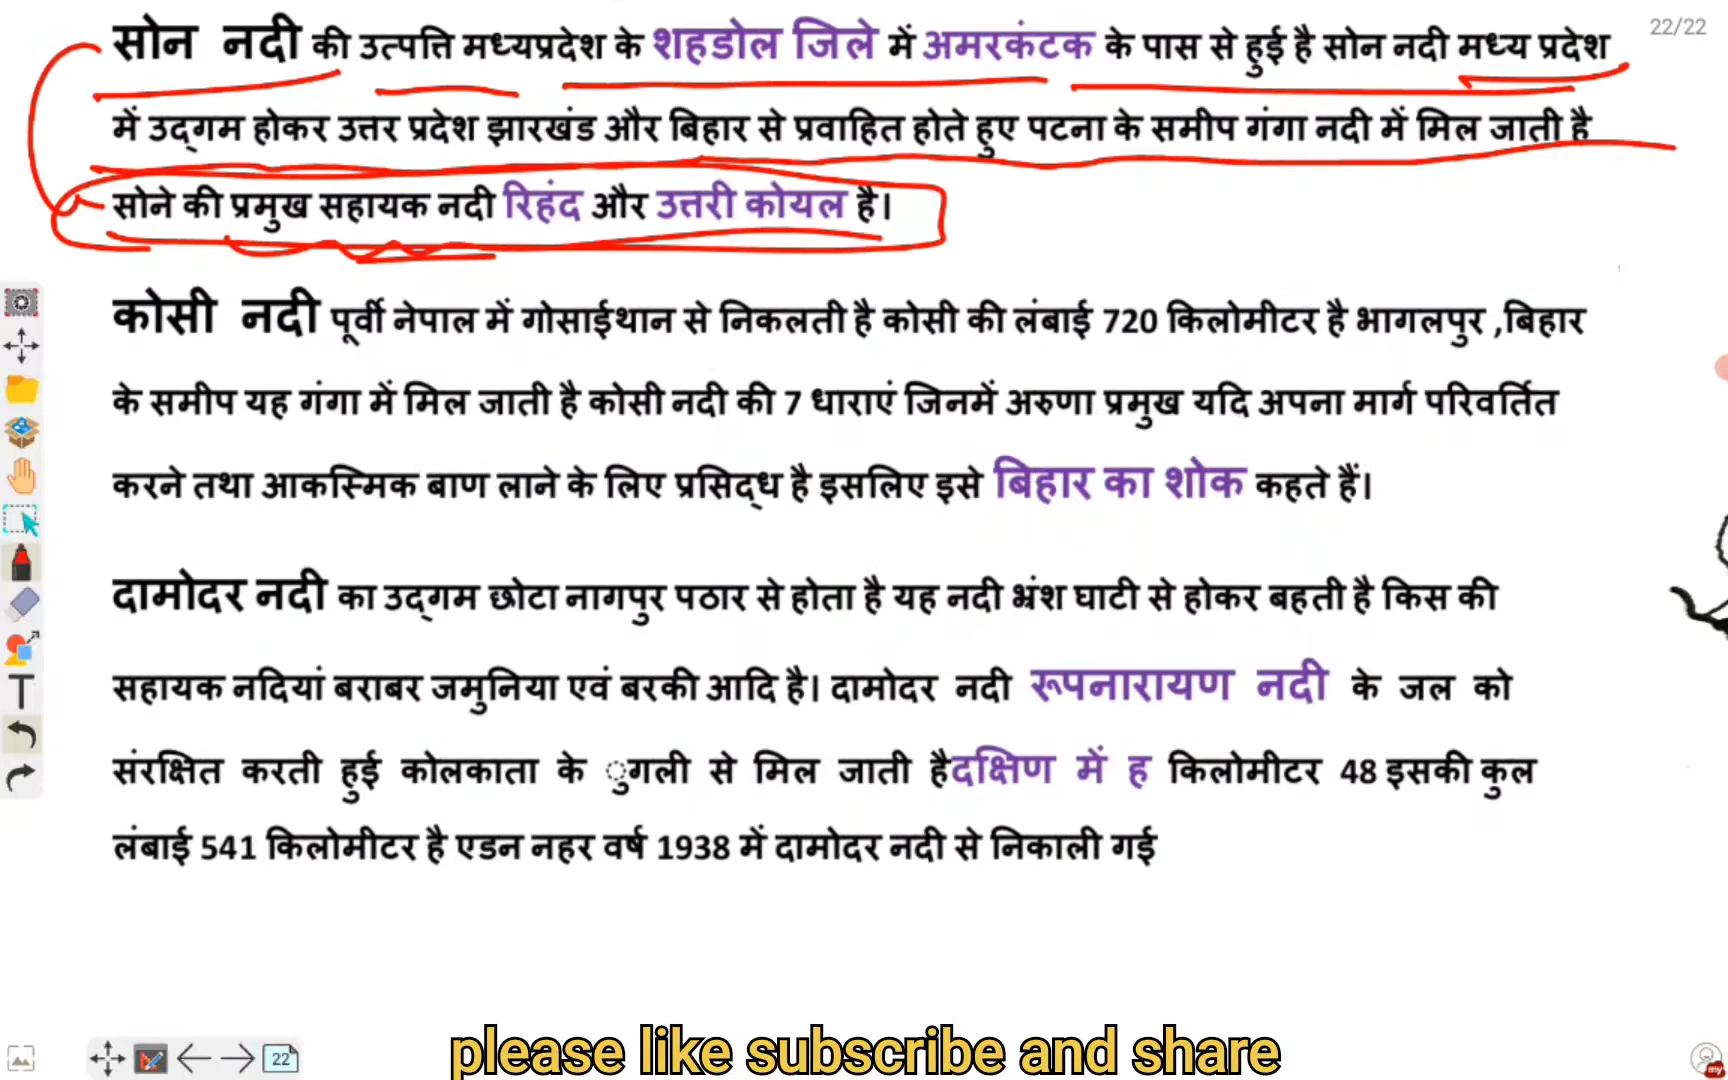 सोन नदी की उत्पत्ति मध्यप्रदेश के शहडोल जिले में अमरकंटक के पास से हुई है सोन नदी मध्य प्रदेश
22/22
में उद्गम होकर उत्तर प्रदेश झारखंड और बिहार से प्रवाहित होते हुए पटना के समीप गंगा नदी में मिल जाती है
सोने की प्रमुख सहायक नदी रिहंद और उत्तरी कोयल है।
कोसी नदी पूर्वी नेपाल में गोसाईथान से निकलती है कोसी की लंबाई 720 किलोमीटर है भागलपुर ,बिहार
के समीप यह गंगा में मिल जाती है कोसी नदी की 7 धाराएं जिनमें अरुणा प्रमुख यदि अपना मार्ग परिवर्तित
करने तथा आकस्मिक बाण लाने के लिए प्रसिद्ध है इसलिए इसे बिहार का शोक कहते हैं।
दामोदर नदी का उद्गम छोटा नागपुर पठार से होता है यह नदी भ्रंश घाटी से होकर बहती है किस की
सहायक नदियां बराबर जमुनिया एवं बरकी आदि है। दामोदर नदी रूपनारायण नदी के जल को
संरक्षित करती हुई कोलकाता के ुगली से मिल जाती हैदक्षिण में ह किलोमीटर 48 इसकी कुल
लंबाई 541 किलोमीटर है एडन नहर वर्ष 1938 में दामोदर नदी से निकाली गई
T
22
please like subscribe and share
my